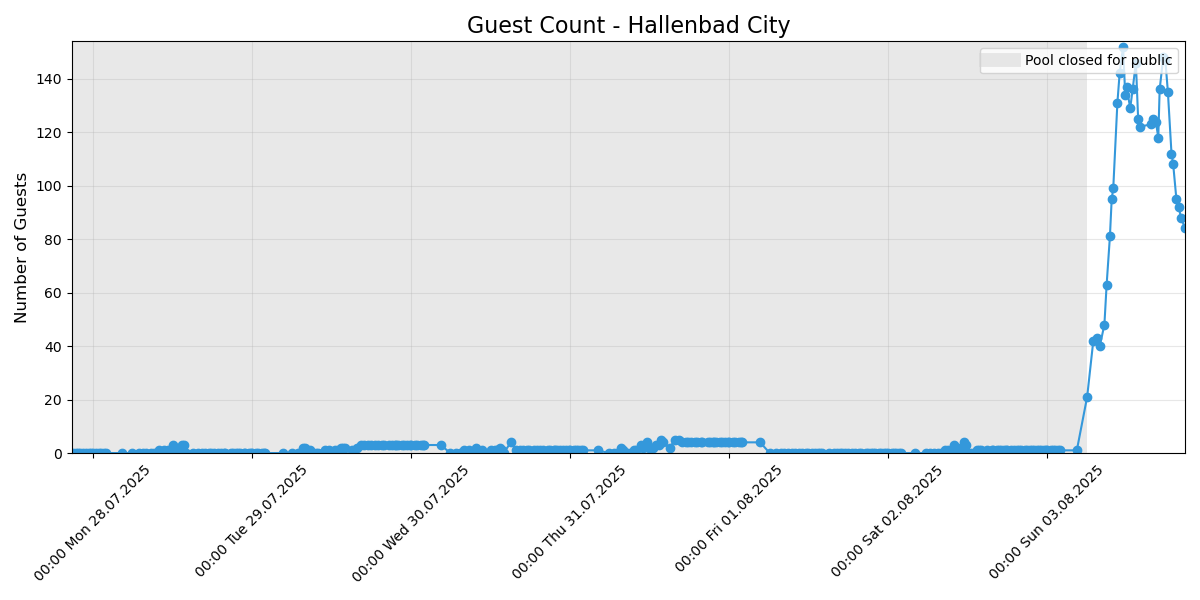 Guest Count - Hallenbad City
Pool closed for public
Number of Guests
140
120
100
80
60
40
20
0
00:00 Mon 28.07.2025
00:00 Tue 29.07.2025
00:00 Wed 30.07.2025
00:00 Thu 31.07.2025
00:00 Fri 01.08.2025
00:00 Sat 02.08.2025
00:00 Sun 03.08.2025